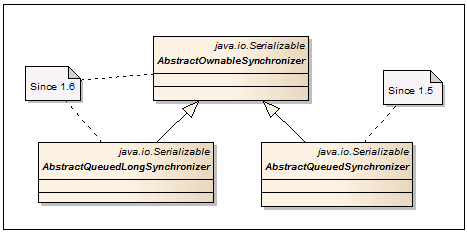 java.io.Serializable
AbstractOwnableSynchronizer
Since 1.6
Since 1.5
java.io.Serializable
AbstractQueuedLongSynchronizer
java.io.Serializable
AbstractQueuedSynchronizer